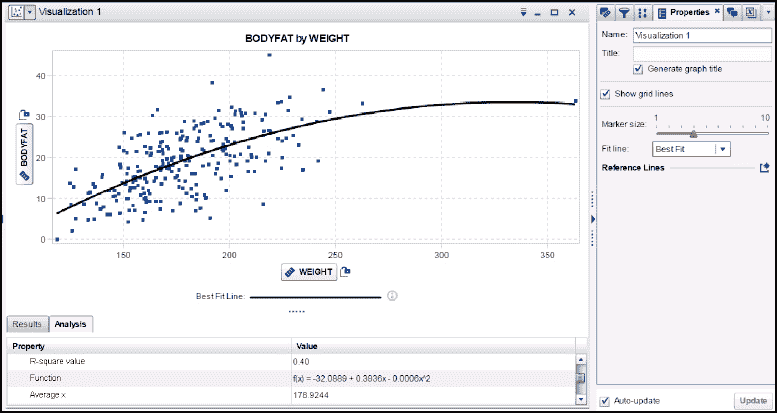 Visualization 1
BODYFAT by WEIGHT
40
30
20
10
0
BODYFAT
150
200
250
300
350
WEIGHT
Best Fit Line:
Results
Analysis
Property Value
R-square value 0.40
Function f(x) = -32.0889 + 0.3936x - 0.0006x^2
Average x 178.9244
Properties
Name: Visualization 1
Title:
Generate graph title
Show grid lines
Marker size: 1 10
Fit line: Best Fit
Reference Lines
Auto-update
Update